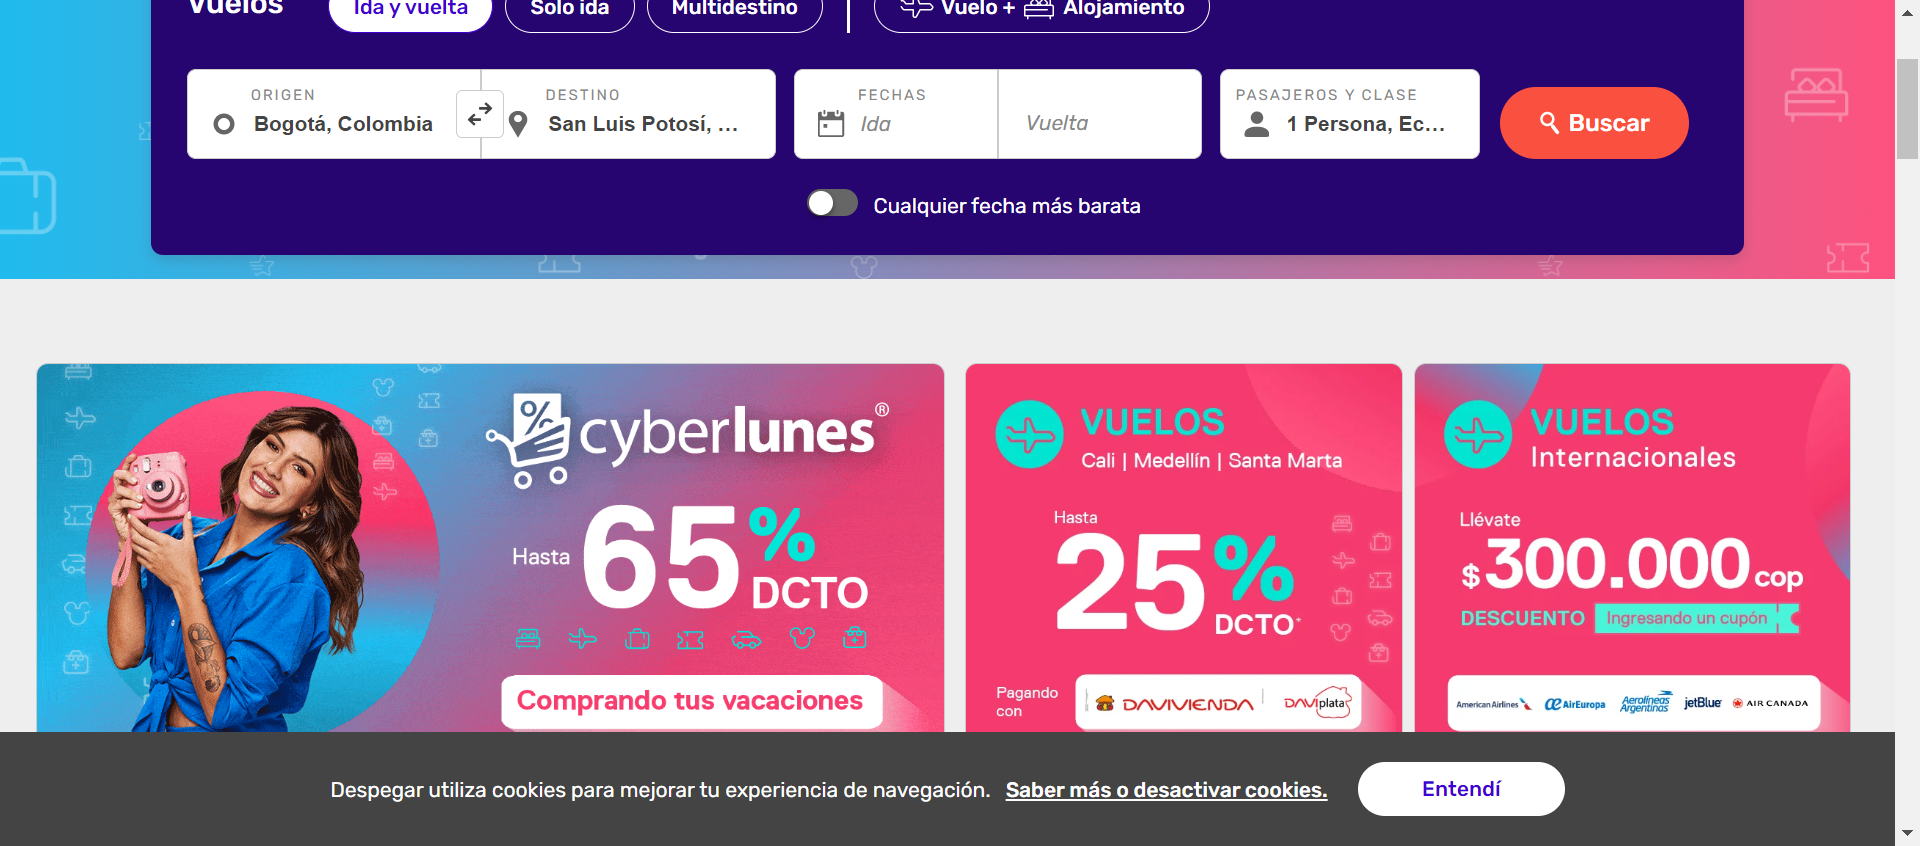 Vuelos
Ida y vuelta
Solo ida
Multidestino
Vuelo + Alojamiento
ORIGEN
Bogotá, Colombia
DESTINO
San Luis Potosí, ...
FECHAS
Ida
Vuelta
PASAJEROS Y CLASE
1 Persona, Ec...
Buscar
Cualquier fecha más barata
cyberlunes®
Hasta 65% DCTO
Comprando tus vacaciones
VUELOS
Cali | Medellín | Santa Marta
Hasta
25% DCTO*
Pagando con
DAVIVIENDA
DAVIplata
VUELOS
Internacionales
Llévate
$300.000 cop
DESCUENTO Ingresando un cupón
American Airlines
AirEuropa
Aerolíneas Argentinas
jetBlue
AIR CANADA
Despegar utiliza cookies para mejorar tu experiencia de navegación. Saber más o desactivar cookies.
Entendí